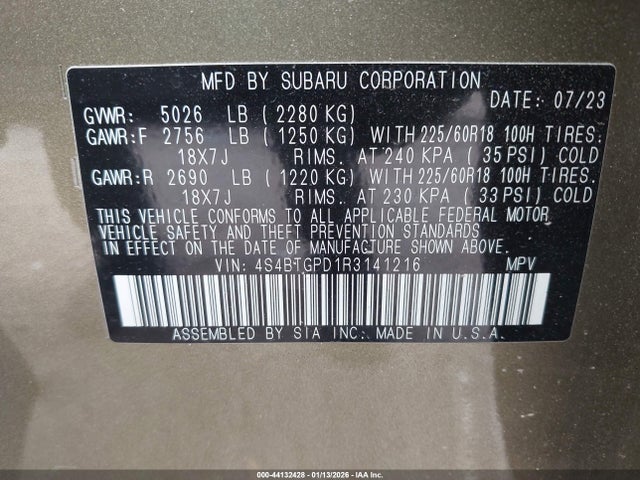 MFD BY SUBARU CORPORATION
DATE: 07/23
GVWR: 5026 LB (2280 KG)
GAWR:F 2756 LB (1250 KG) WITH 225/60R18 100H TIRES.
18X7J RIMS. AT 240 KPA (35 PSI) COLD
GAWR:R 2690 LB (1220 KG) WITH 225/60R18 100H TIRES.
18X7J RIMS. AT 230 KPA (33 PSI) COLD
THIS VEHICLE CONFORMS TO ALL APPLICABLE FEDERAL MOTOR
VEHICLE SAFETY AND THEFT PREVENTION STANDARDS
IN EFFECT ON THE DATE OF MANUFACTURE SHOWN ABOVE.
VIN: 4S4BTGPD1R3141216 MPV
ASSEMBLED BY SIA INC: MADE IN U.S.A.
000-44132428 - 01/13/2026 - IAA Inc.